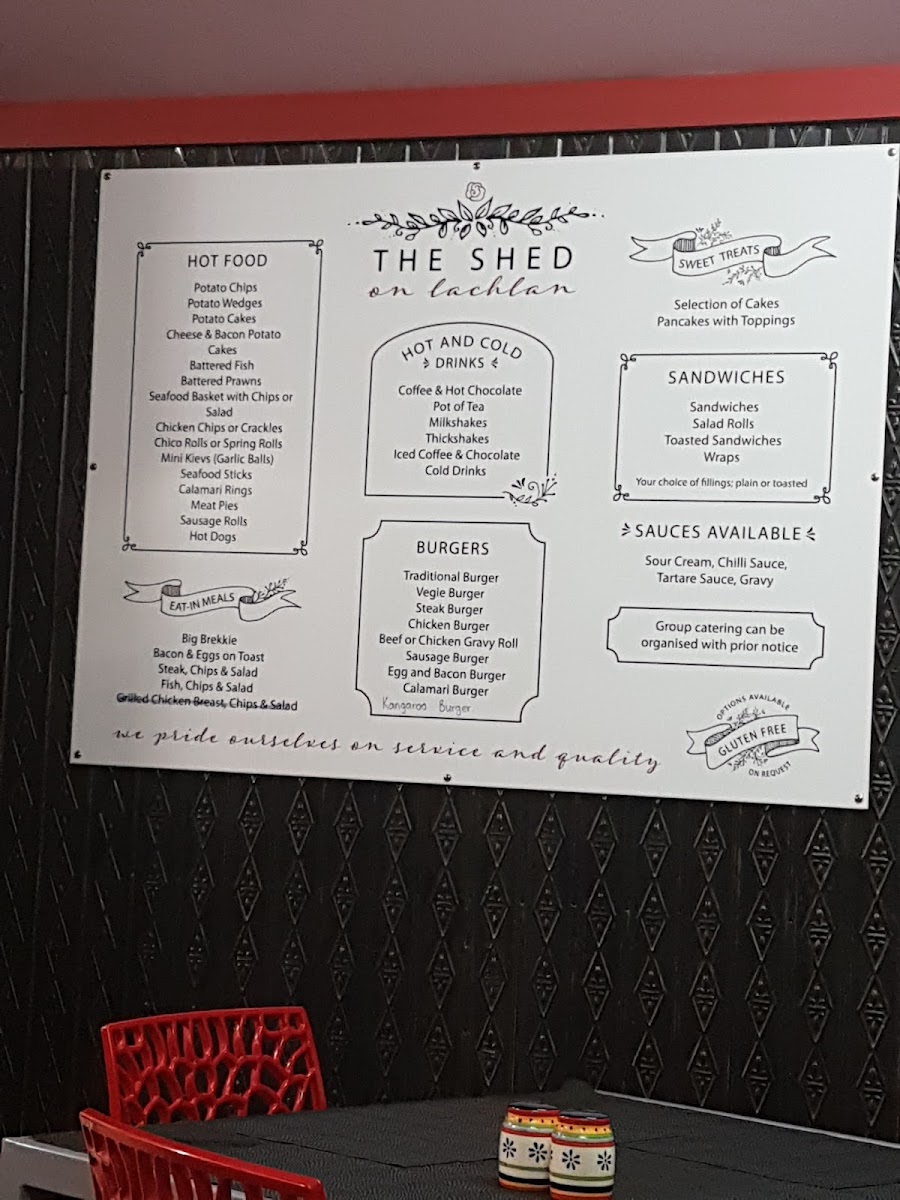 THE SHED
on lachlan
HOT FOOD
Potato Chips
Potato Wedges
Potato Cakes
Cheese & Bacon Potato
Cakes
Battered Fish
Battered Prawns
Seafood Basket with Chips or
Salad
Chicken Chips or Crackles
Chico Rolls or Spring Rolls
Mini Kievs (Garlic Balls)
Seafood Sticks
Calamari Rings
Meat Pies
Sausage Rolls
Hot Dogs
EAT-IN MEALS
Big Brekkie
Bacon & Eggs on Toast
Steak, Chips & Salad
Fish, Chips & Salad
Grilled Chicken Breast, Chips & Salad
HOT AND COLD
DRINKS
Coffee & Hot Chocolate
Pot of Tea
Milkshakes
Thickshakes
Iced Coffee & Chocolate
Cold Drinks
BURGERS
Traditional Burger
Vegie Burger
Steak Burger
Chicken Burger
Beef or Chicken Gravy Roll
Sausage Burger
Egg and Bacon Burger
Calamari Burger
Kangaroo Burger.
SWEET TREATS
Selection of Cakes
Pancakes with Toppings
SANDWICHES
Sandwiches
Salad Rolls
Toasted Sandwiches
Wraps
Your choice of fillings; plain or toasted
SAUCES AVAILABLE
Sour Cream, Chilli Sauce,
Tartare Sauce, Gravy
Group catering can be
organised with prior notice
OPTIONS AVAILABLE
GLUTEN FREE
ON REQUEST
we pride ourselves on service and quality